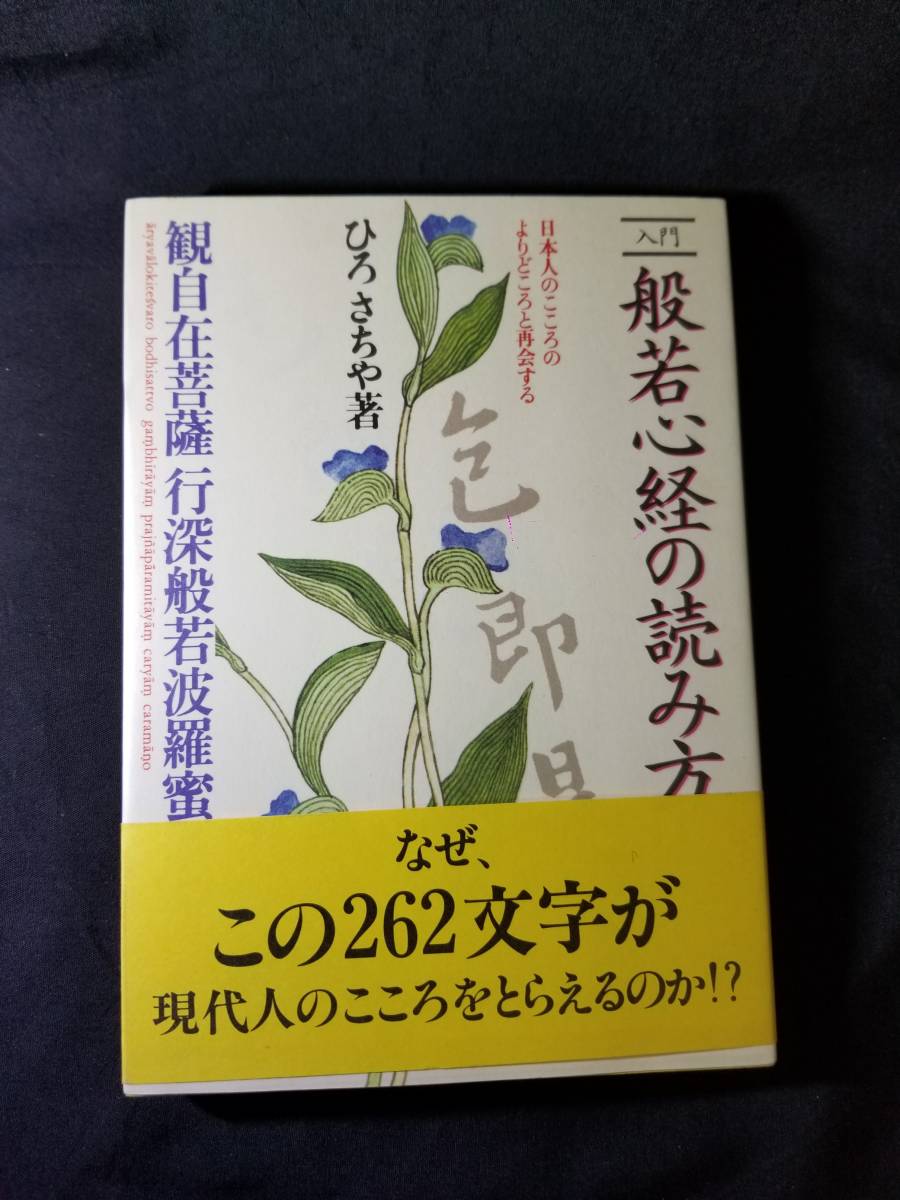 入門
般若心経の読み方
日本人のこころの
よりどころと再会する
ひろさちや著
色即是
観自在菩薩 行深般若波羅蜜
āryavālokiteśvaro bodhisattvo gaṃbhīrāyāṃ prajñāpāramitāyāṃ caryāṃ caramāṇo
なぜ、
この262文字が
現代人のこころをとらえるのか!?